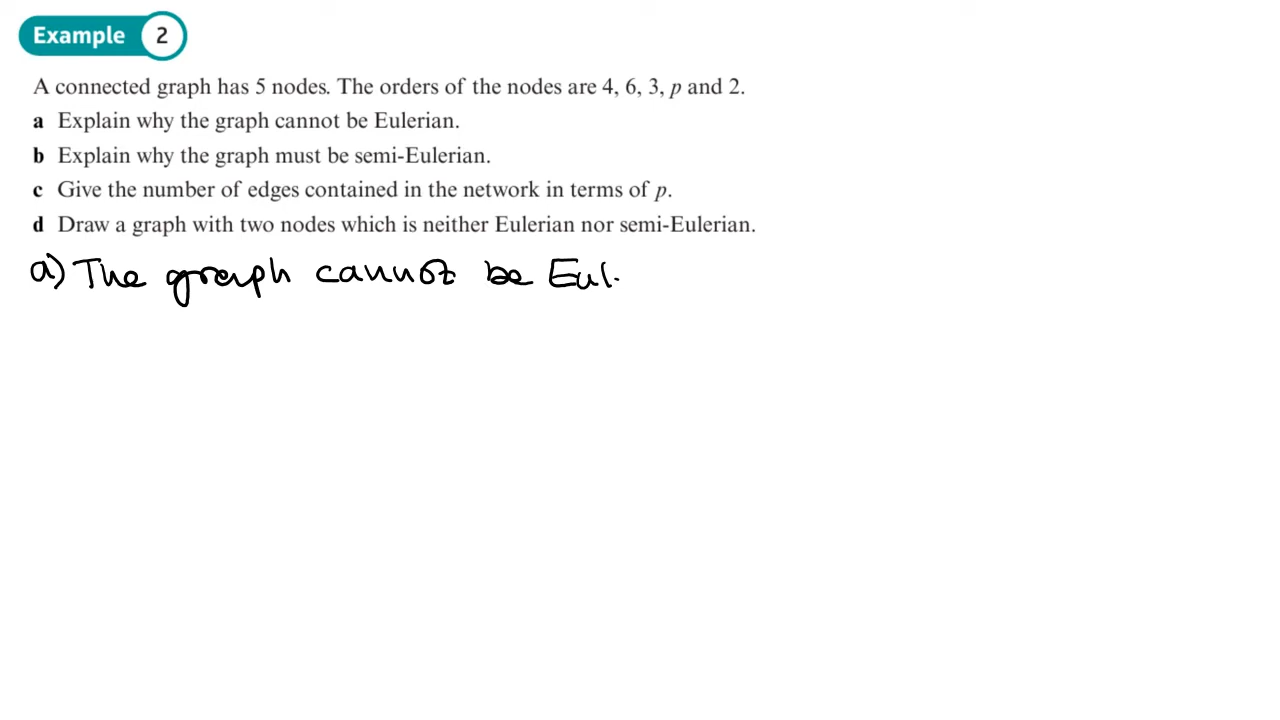 Example 2
A connected graph has 5 nodes. The orders of the nodes are 4, 6, 3, p and 2.
a Explain why the graph cannot be Eulerian.
b Explain why the graph must be semi-Eulerian.
c Give the number of edges contained in the network in terms of p.
d Draw a graph with two nodes which is neither Eulerian nor semi-Eulerian.
a) The graph cannot be Eul.